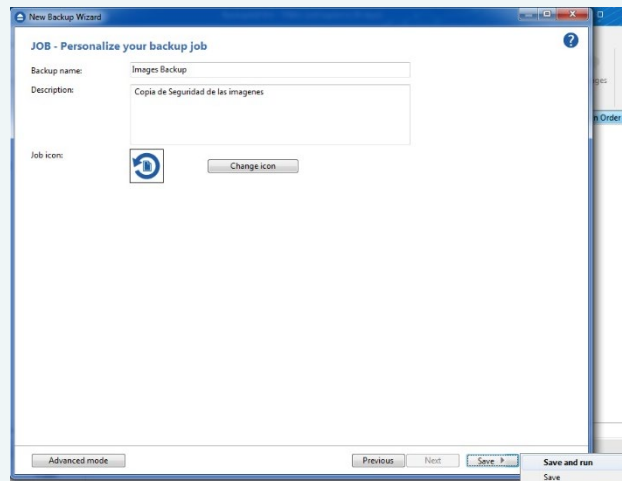 New Backup Wizard
JOB - Personalize your backup job
?
Backup name: Images Backup
Description: Copia de Seguridad de las imagenes
Job icon:
Change icon
n Order
Advanced mode
Previous Next Save
Save and run
Save